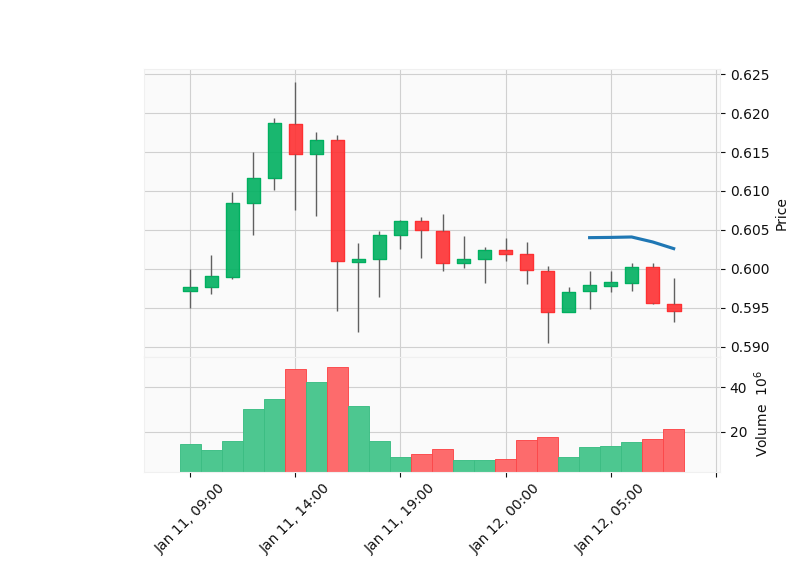 0.625
0.620
0.615
0.610
0.605
0.600
0.595
0.590
Price
40
20
Volume 10⁶
Jan 11, 09:00
Jan 11, 14:00
Jan 11, 19:00
Jan 12, 00:00
Jan 12, 05:00